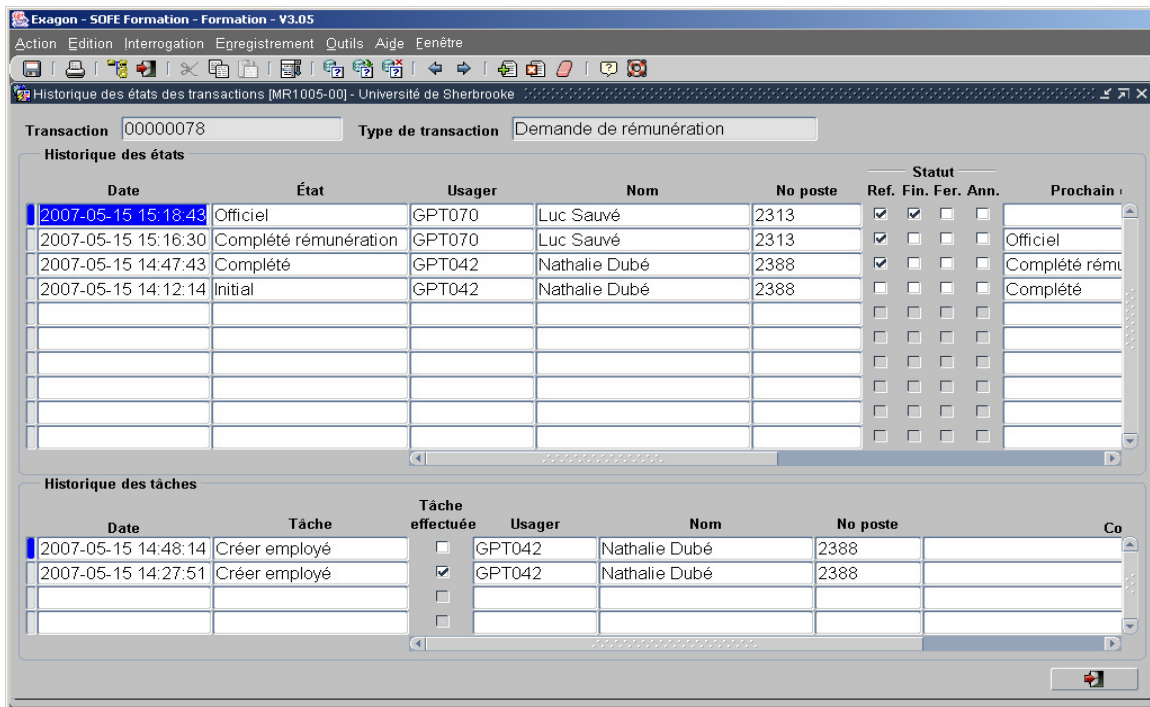 Exagon - SOFE Formation - Formation - V3.05
Action Edition Interrogation Enregistrement Outils Aide Fenêtre
Historique des états des transactions [MR1005-00] - Université de Sherbrooke
Transaction 00000078 Type de transaction Demande de rémunération
Historique des états
Statut
Date État Usager Nom No poste Ref. Fin. Fer. Ann. Prochain
2007-05-15 15:18:43 Officiel GPT070 Luc Sauvé 2313
2007-05-15 15:16:30 Complété rémunération GPT070 Luc Sauvé 2313 Officiel
2007-05-15 14:47:43 Complété GPT042 Nathalie Dubé 2388 Complété rému
2007-05-15 14:12:14 Initial GPT042 Nathalie Dubé 2388 Complété
Historique des tâches
Date Tâche Tâche effectuée Usager Nom No poste Co
2007-05-15 14:48:14 Créer employé GPT042 Nathalie Dubé 2388
2007-05-15 14:27:51 Créer employé GPT042 Nathalie Dubé 2388